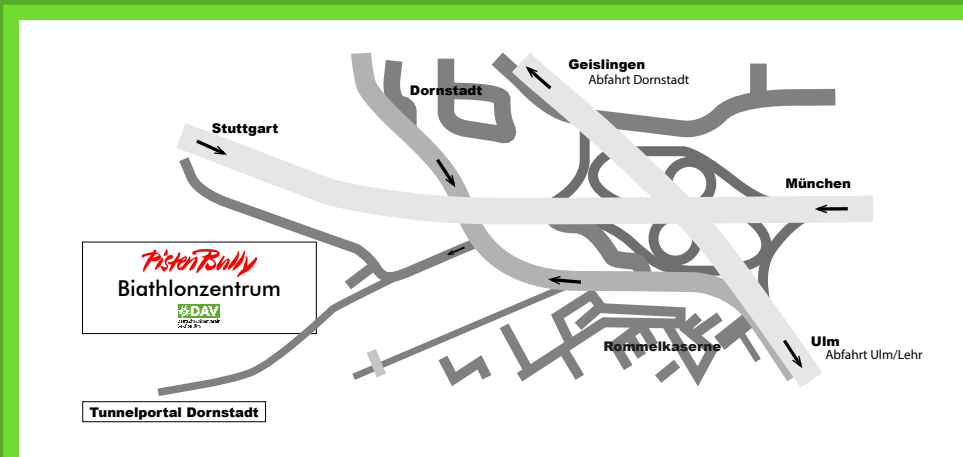 Geislingen
Abfahrt Dornstadt
Dornstadt
Stuttgart
München
PistenBully
Biathlonzentrum
DAV
Rommelkaserne
Ulm
Abfahrt Ulm/Lehr
Tunnelportal Dornstadt